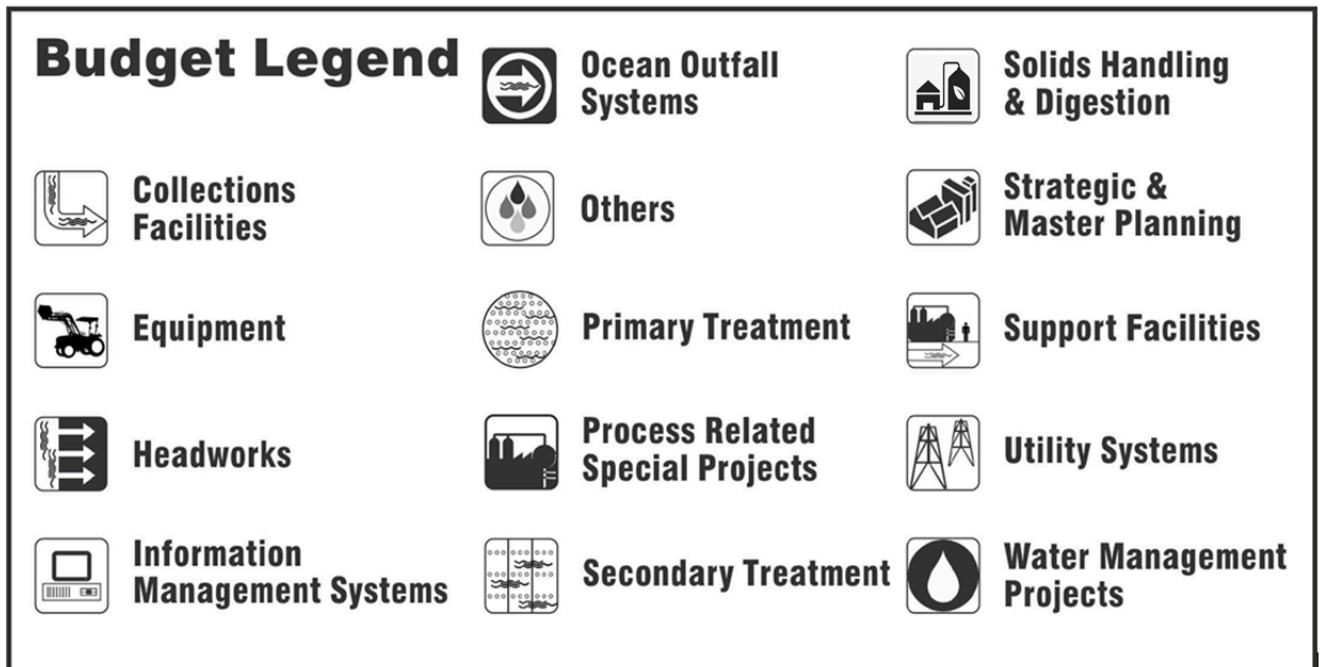 Budget Legend
Collections
Facilities
Equipment
Headworks
Information
Management Systems
Ocean Outfall
Systems
Others
Primary Treatment
Process Related
Special Projects
Secondary Treatment
Solids Handling
& Digestion
Strategic &
Master Planning
Support Facilities
Utility Systems
Water Management
Projects